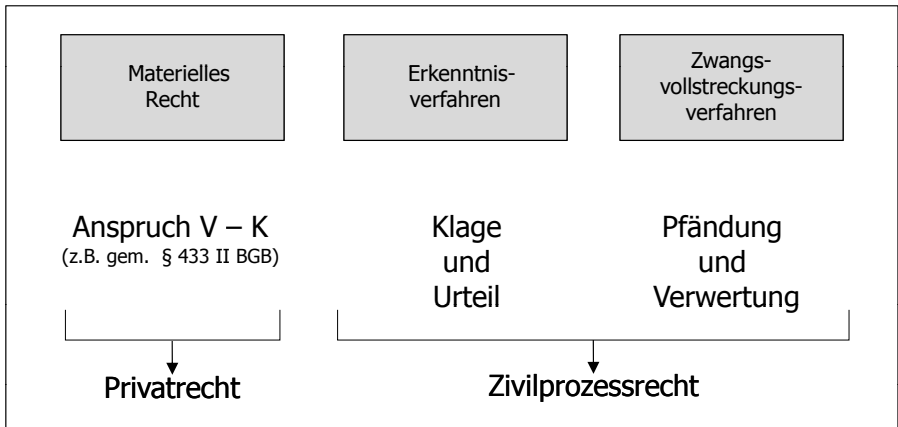 Materielles
Recht
Erkenntnis-
verfahren
Zwangs-
vollstreckungs-
verfahren
Anspruch V – K
(z.B. gem. § 433 II BGB)
Klage
und
Urteil
Pfändung
und
Verwertung
Privatrecht
Zivilprozessrecht